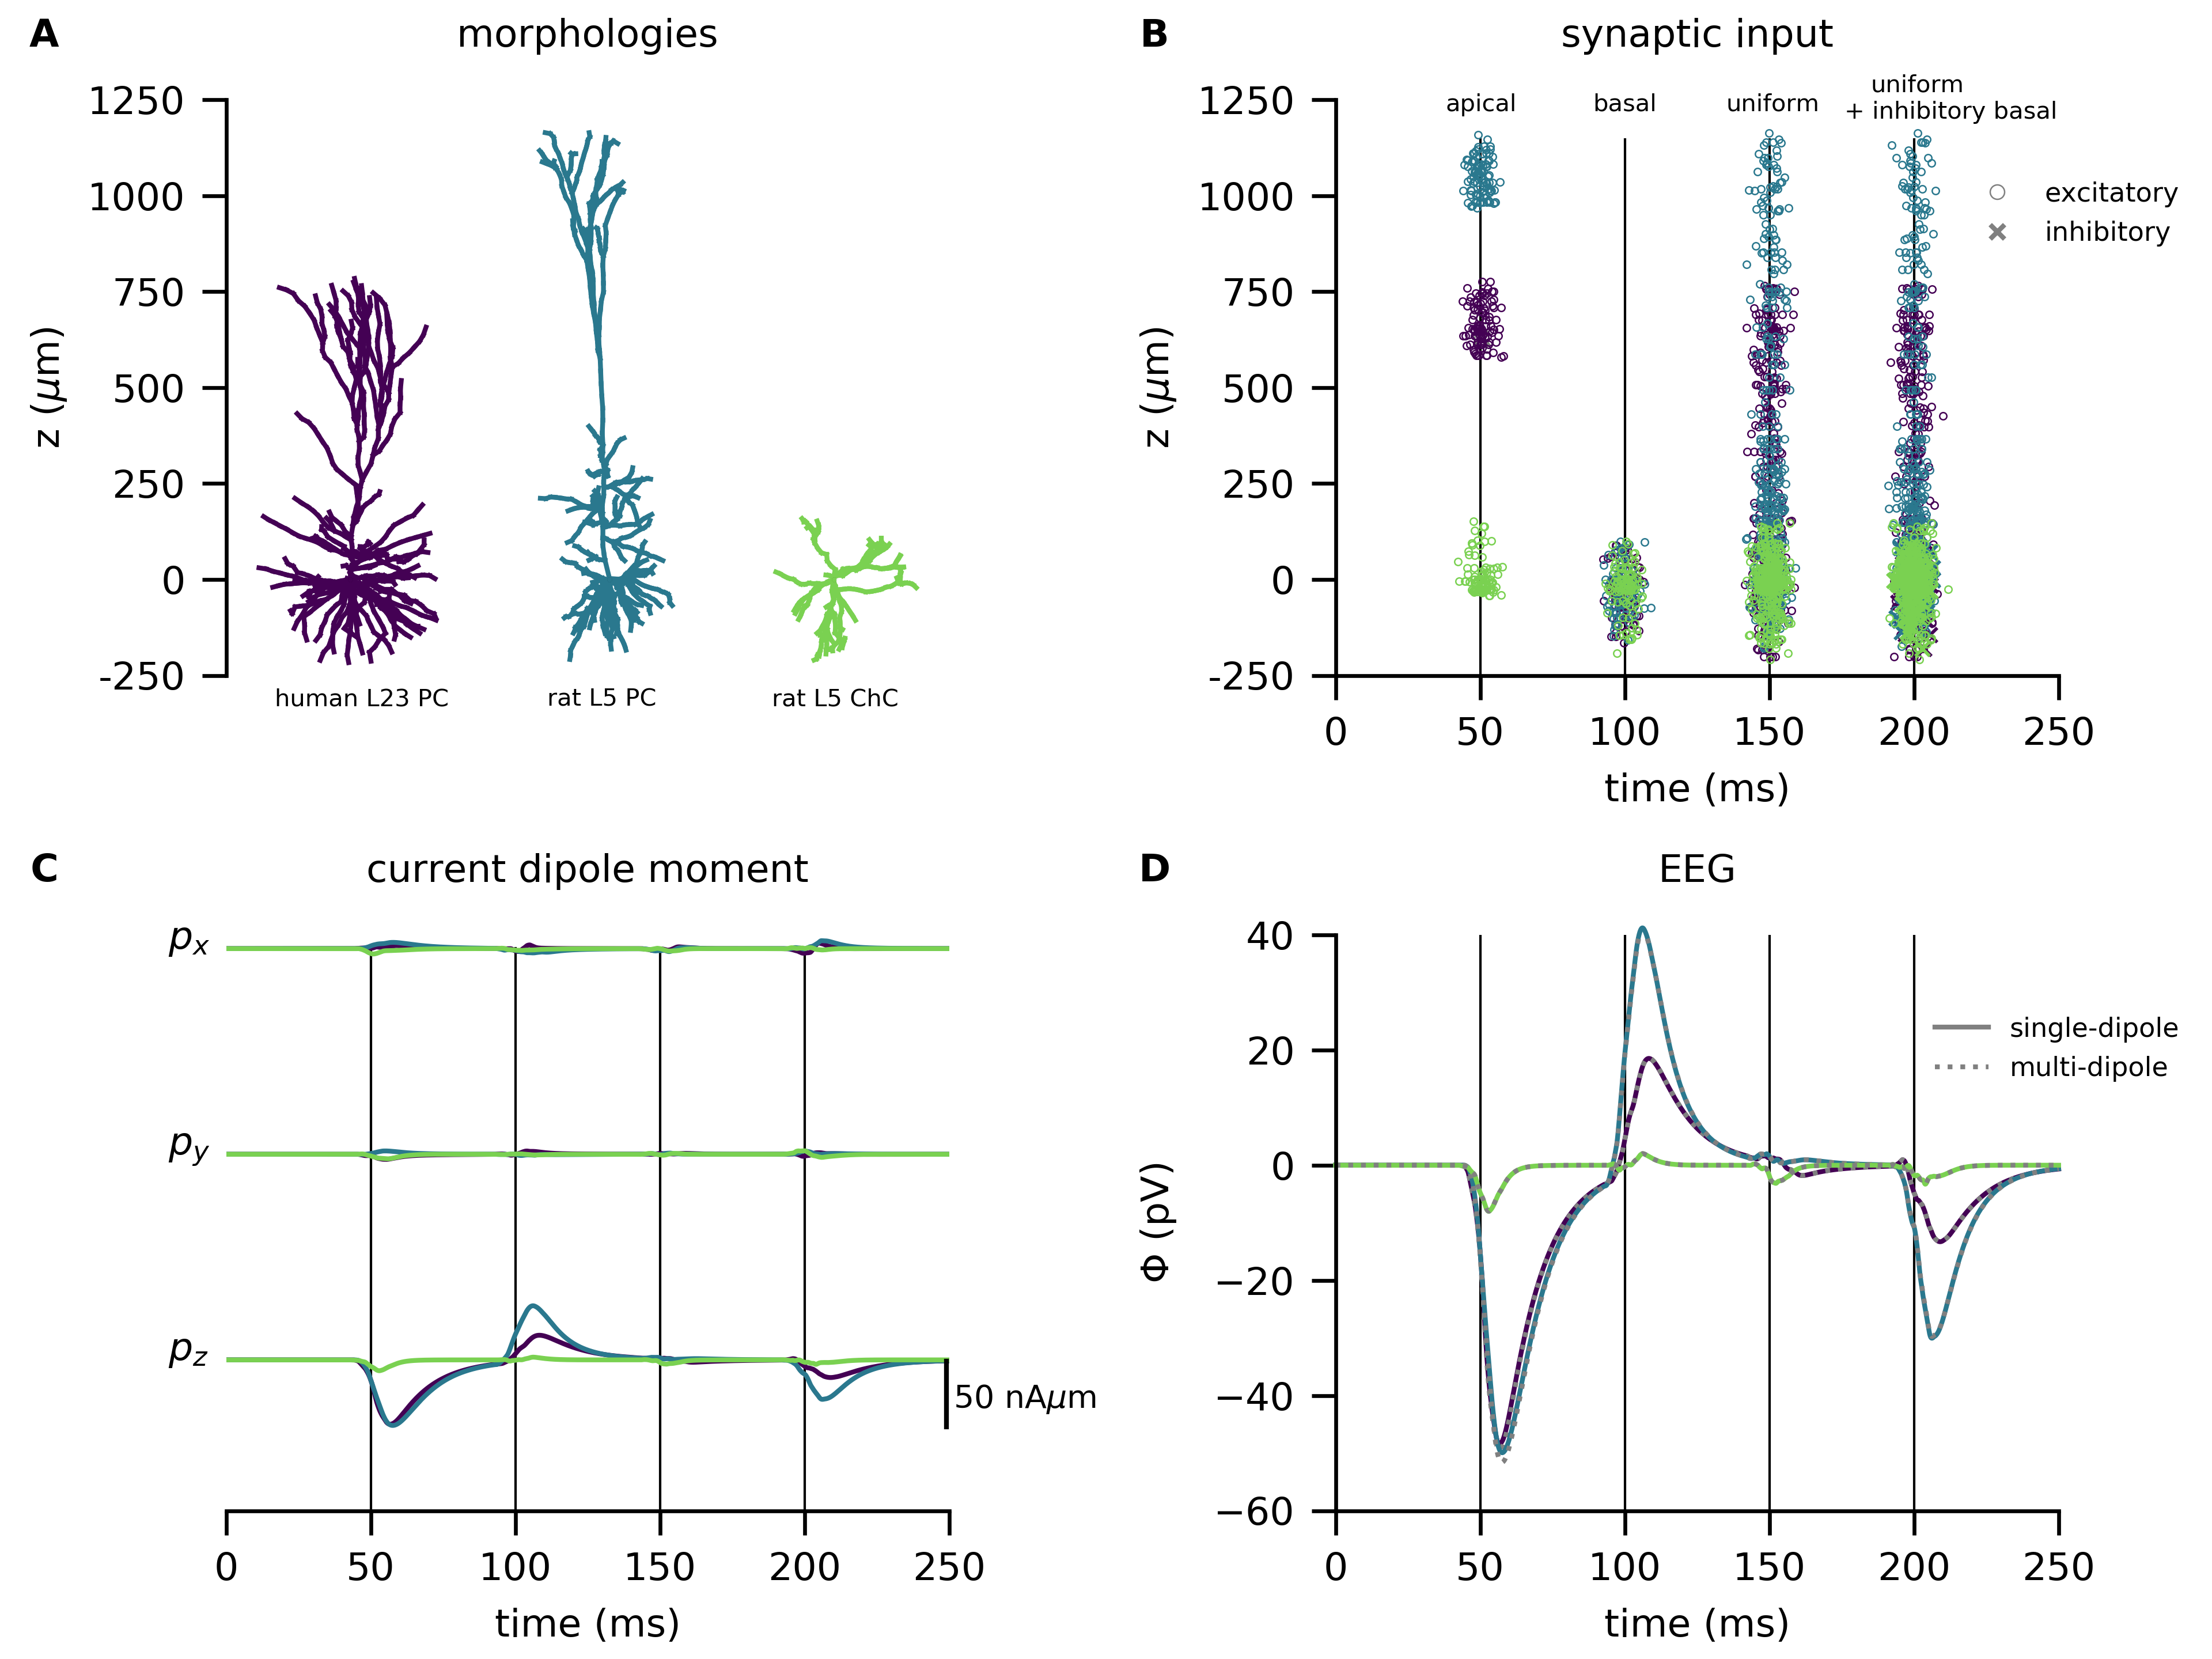 A
morphologies
1250
1000
750
500
250
0
-250
z (μm)
human L23 PC
rat L5 PC
rat L5 ChC
B
synaptic input
1250
1000
750
500
250
0
-250
z (μm)
apical
basal
uniform
uniform
+ inhibitory basal
excitatory
inhibitory
0
50
100
150
200
250
time (ms)
C
current dipole moment
px
py
pz
50 nAμm
0
50
100
150
200
250
time (ms)
D
EEG
40
20
0
−20
−40
−60
Φ (pV)
single-dipole
multi-dipole
0
50
100
150
200
250
time (ms)